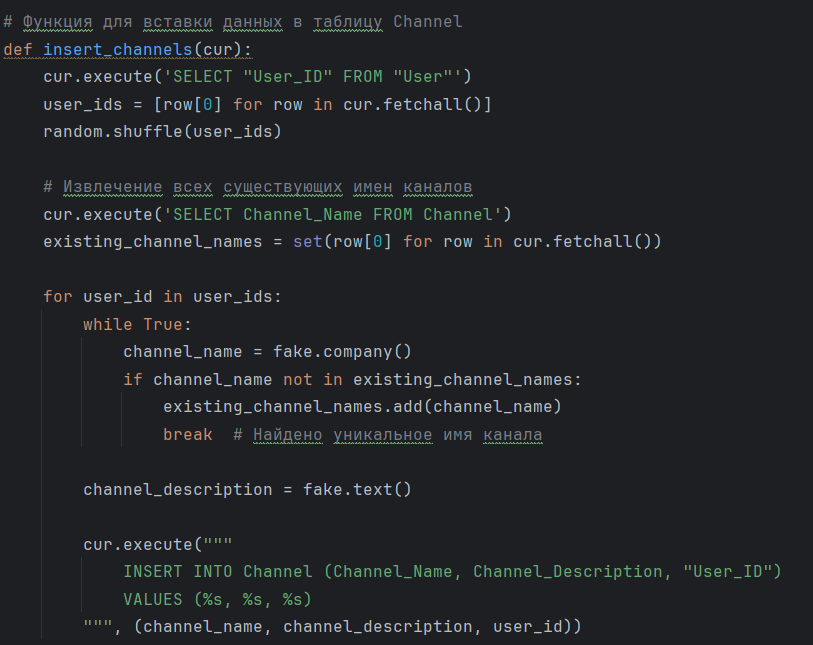 # Функция для вставки данных в таблицу Channel
def insert_channels(cur):
    cur.execute('SELECT "User_ID" FROM "User"')
    user_ids = [row[0] for row in cur.fetchall()]
    random.shuffle(user_ids)
    # Извлечение всех существующих имен каналов
    cur.execute('SELECT Channel_Name FROM Channel')
    existing_channel_names = set(row[0] for row in cur.fetchall())
    for user_id in user_ids:
        while True:
            channel_name = fake.company()
            if channel_name not in existing_channel_names:
                existing_channel_names.add(channel_name)
                break  # Найдено уникальное имя канала
        channel_description = fake.text()
        cur.execute("""
            INSERT INTO Channel (Channel_Name, Channel_Description, "User_ID")
            VALUES (%s, %s, %s)
        """, (channel_name, channel_description, user_id))